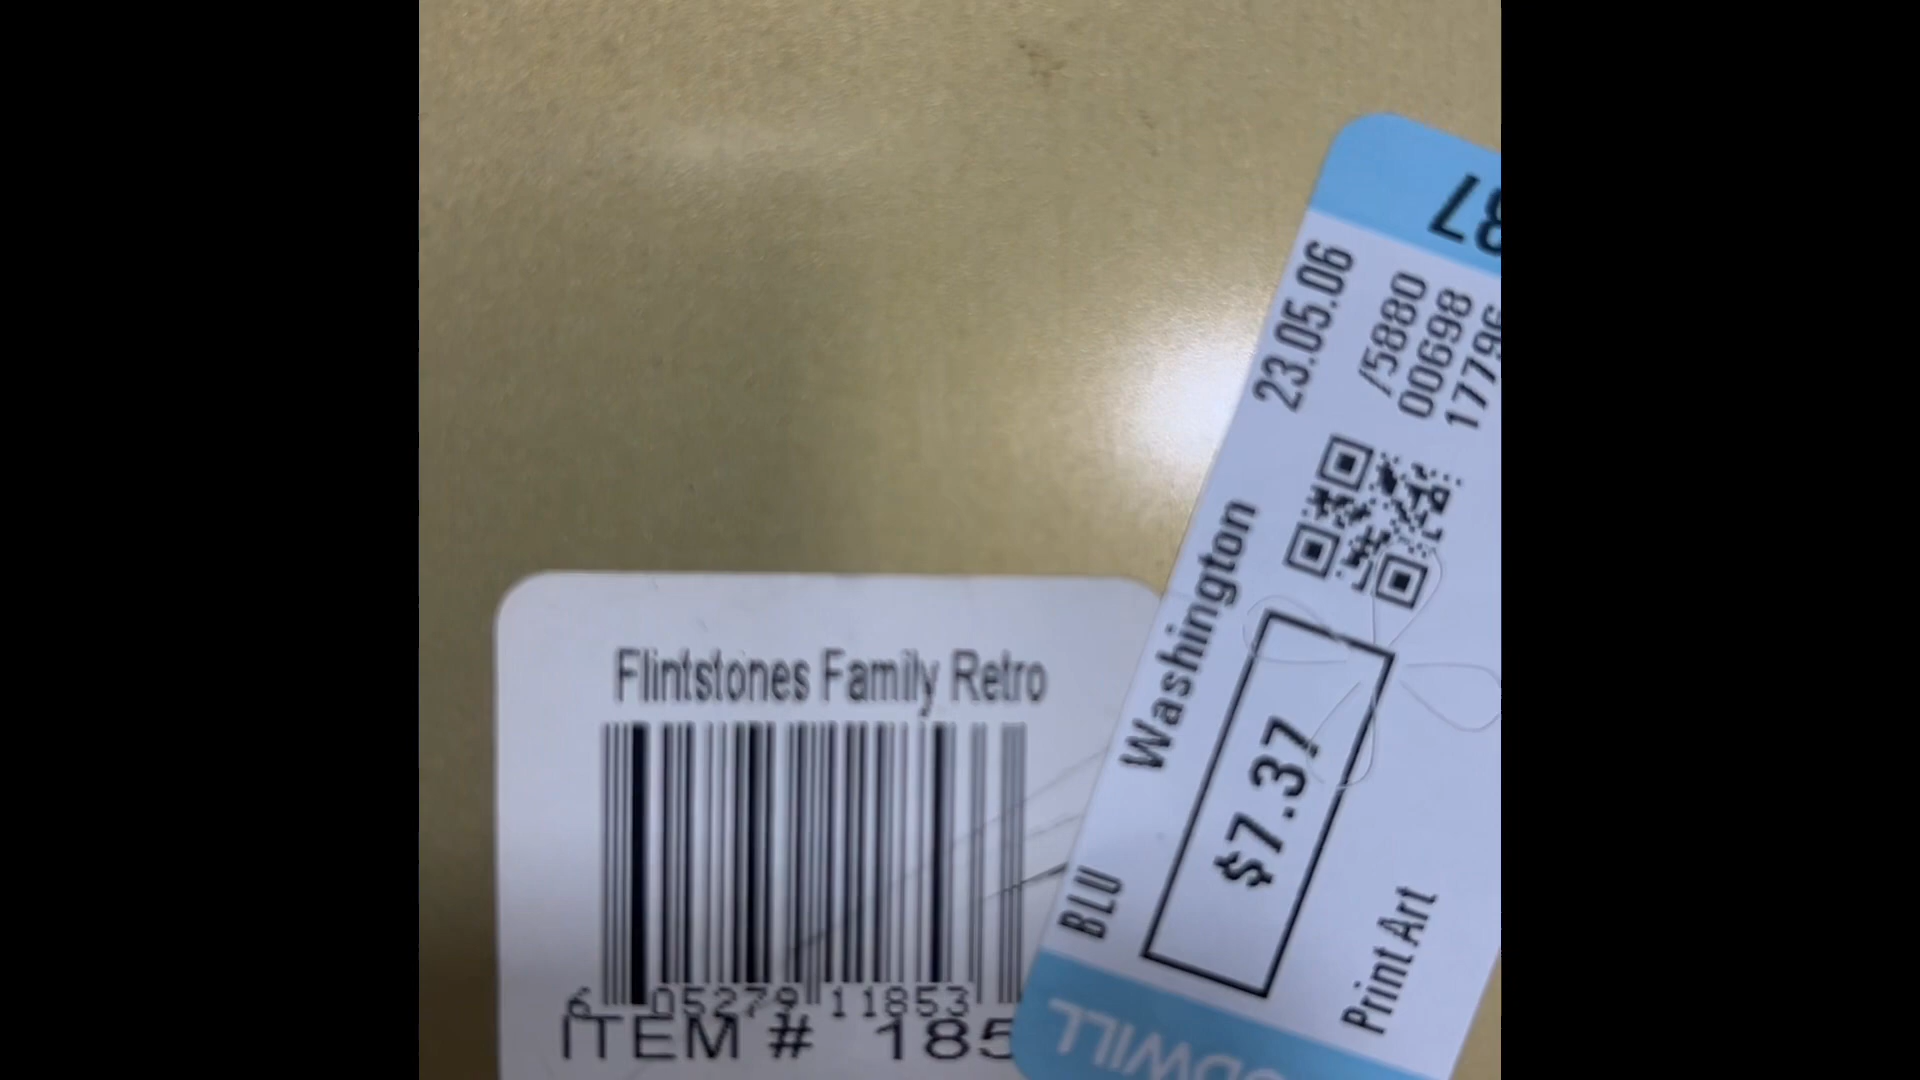 Flintstones Family Retro
6 05279 11853
ITEM # 185
23.05.06
/5880
00698
17796
Washington
BLU
$7.37
Print Art